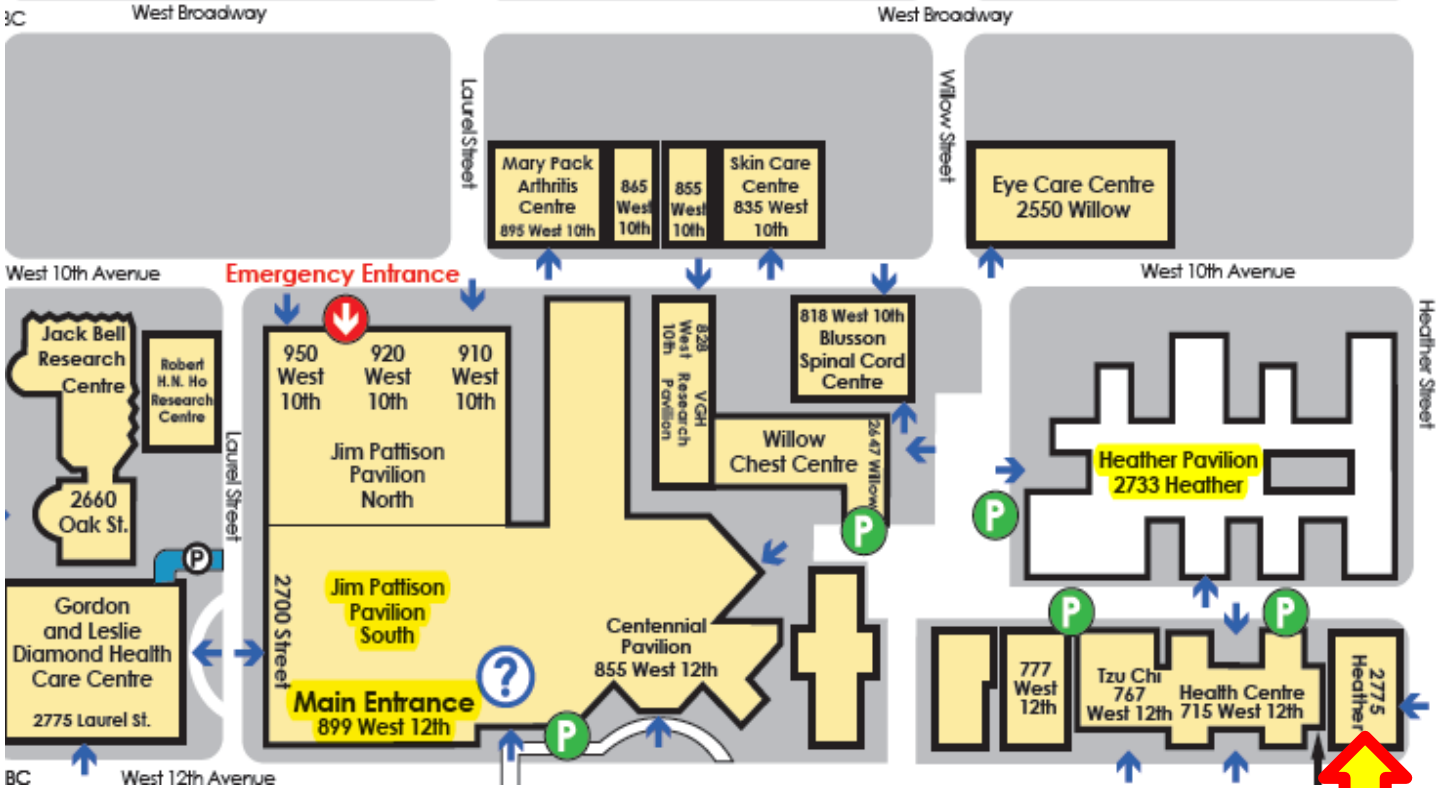 BC
West Broadway
West Broadway
Laurel Street
Willow Street
Mary Pack
Arthritis
Centre
895 West 10th
865
West
10th
855
West
10th
Skin Care
Centre
835 West
10th
Eye Care Centre
2550 Willow
West 10th Avenue
Emergency Entrance
West 10th Avenue
Heather Street
Jack Bell
Research
Centre
Robert
H.N. Ho
Research
Centre
Laurel Street
2660
Oak St.
P
950
West
10th
920
West
10th
910
West
10th
Jim Pattison
Pavilion
North
828
West
10th
VGH
Research
Pavilion
818 West 10th
Blusson
Spinal Cord
Centre
Willow
Chest Centre
2647 Willow
P
Heather Pavilion
2733 Heather
P
Gordon
and Leslie
Diamond Health
Care Centre
2775 Laurel St.
2700 Street
Jim Pattison
Pavilion
South
Main Entrance
899 West 12th
?
P
Centennial
Pavilion
855 West 12th
P
P
777
West
12th
Tzu Chi
767
West 12th
Health Centre
715 West 12th
2775
Heather
BC
West 12th Avenue